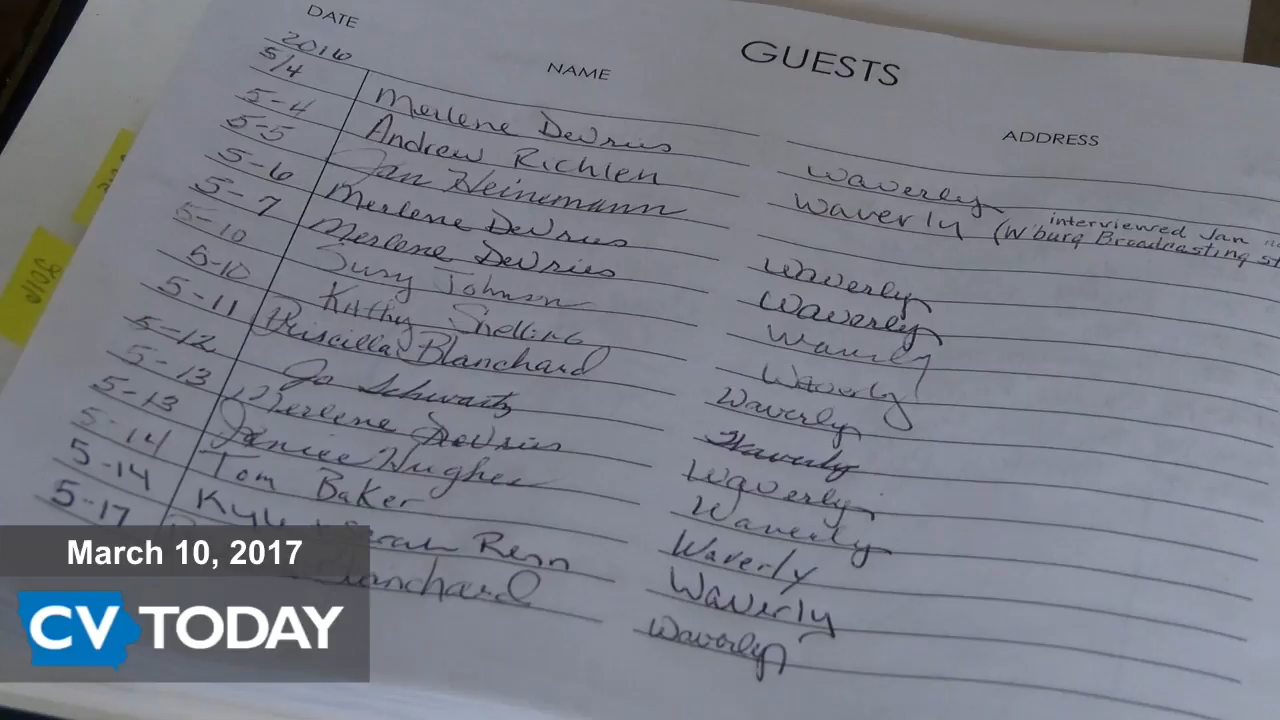 DATE NAME GUESTS ADDRESS
2016
5/4 Merlene DeVries Waverly
5-4 Andrew Richlen Waverly (W'burg Broadcasting st
interviewed Jan
5-5 Jan Heinemann
5-6 Merlene DeVries Waverly
5-7 Merlene DeVries Waverly
5-10 Susy Johnson Waverly
5-10 Kathy Snelling Waverly
5-11 Priscilla Blanchard Waverly
5-12 Jo Schwartz Waverly
5-13 Merlene DeVries Waverly
5-13 Janice Hughes Waverly
5-14 Tom Baker Waverly
5-14 Kyle Sarah Renn Waverly
5-17 Blanchard Waverly
2016
March 10, 2017
CV TODAY